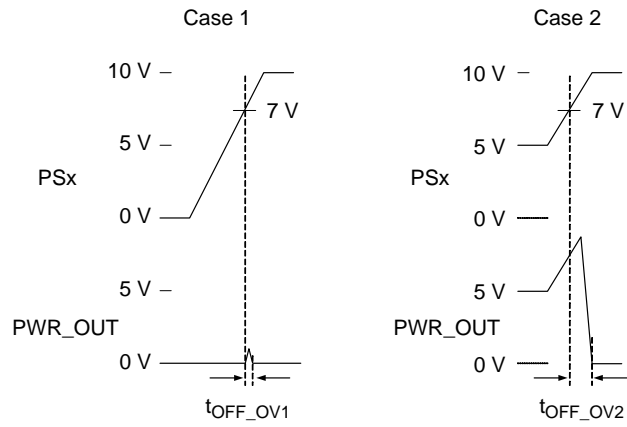 Case 1
Case 2
10 V
7 V
5 V
PSx
0 V
5 V
PWR_OUT
0 V
tOFF_OV1
10 V
7 V
5 V
PSx
0 V
5 V
PWR_OUT
0 V
tOFF_OV2